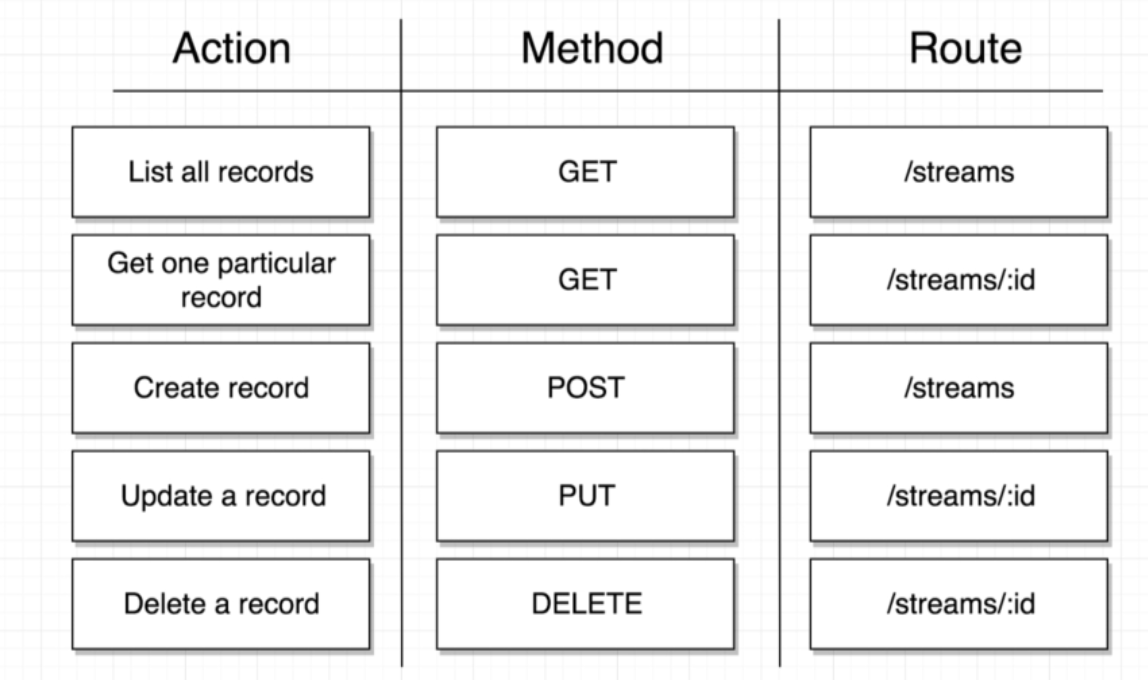 Action
Method
Route
List all records
GET
/streams
Get one particular
record
GET
/streams/:id
Create record
POST
/streams
Update a record
PUT
/streams/:id
Delete a record
DELETE
/streams/:id